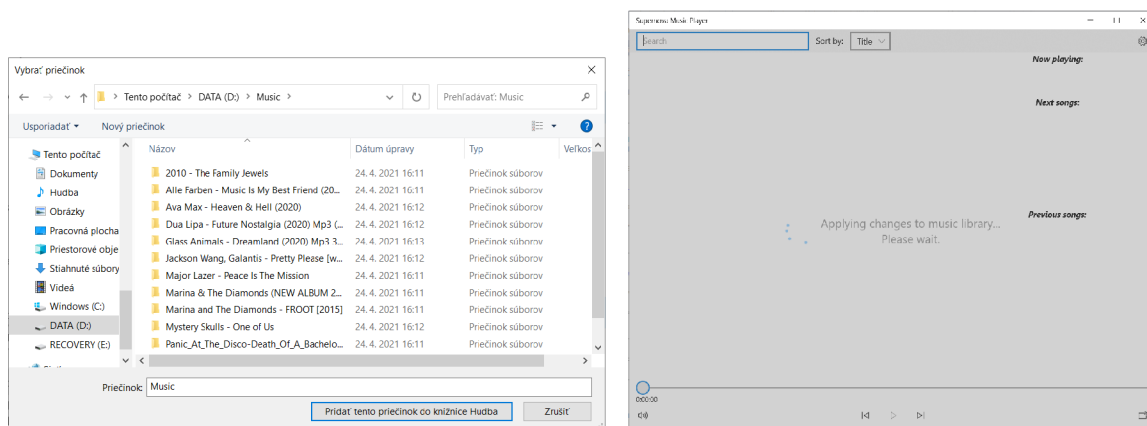 Vybrať priečinok
Tento počítač > DATA (D:) > Music >
Prehľadávať: Music
Usporiadať Nový priečinok
Názov Dátum úpravy Typ Veľkos
Tento počítač
Dokumenty
Hudba
Obrázky
Pracovná plocha
Priestorové obje
Stiahnuté súbory
Videá
Windows (C:)
DATA (D:)
RECOVERY (E:)
2010 - The Family Jewels 24. 4. 2021 16:11 Priečinok súborov
Alle Farben - Music Is My Best Friend (20... 24. 4. 2021 16:11 Priečinok súborov
Ava Max - Heaven & Hell (2020) 24. 4. 2021 16:12 Priečinok súborov
Dua Lipa - Future Nostalgia (2020) Mp3 (... 24. 4. 2021 16:12 Priečinok súborov
Glass Animals - Dreamland (2020) Mp3 3... 24. 4. 2021 16:13 Priečinok súborov
Jackson Wang, Galantis - Pretty Please [w... 24. 4. 2021 16:12 Priečinok súborov
Major Lazer - Peace Is The Mission 24. 4. 2021 16:11 Priečinok súborov
Marina & The Diamonds (NEW ALBUM 2... 24. 4. 2021 16:11 Priečinok súborov
Marina and The Diamonds - FROOT [2015] 24. 4. 2021 16:11 Priečinok súborov
Mystery Skulls - One of Us 24. 4. 2021 16:12 Priečinok súborov
Panic_At_The_Disco-Death_Of_A_Bachelo... 24. 4. 2021 16:11 Priečinok súborov
Priečinok: Music
Pridať tento priečinok do knižnice Hudba Zrušiť
Supernova Music Player
Search Sort by: Title
Now playing:
Next songs:
Previous songs:
Applying changes to music library...
Please wait.
0:00:00